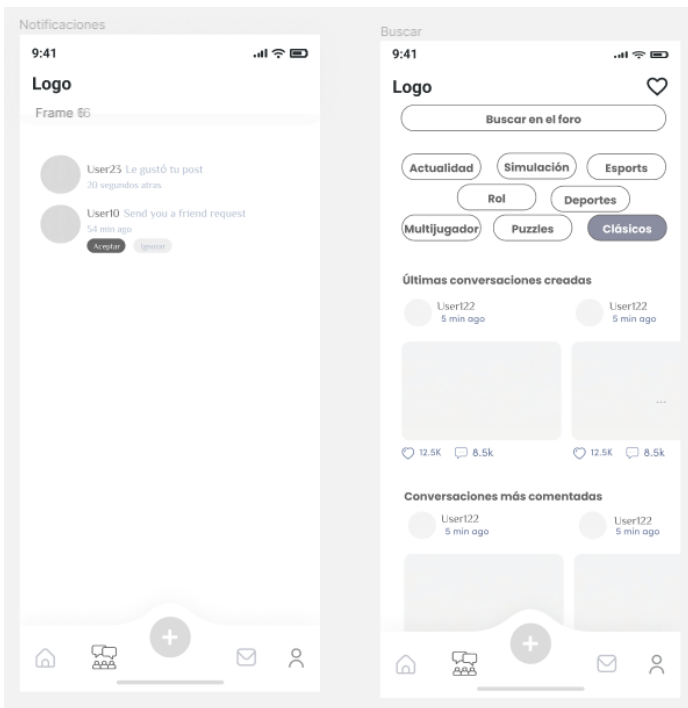 Notificaciones
9:41
Logo
Frame
User23 Le gustó tu post
20 segundos atras
User10 Send you a friend request
54 min ago
Aceptar Ignorar
Buscar
9:41
Logo
Buscar en el foro
Actualidad Simulación Esports
Rol Deportes
Multijugador Puzzles Clásicos
Últimas conversaciones creadas
User122 User122
5 min ago 5 min ago
...
12.5K 8.5k 12.5K 8.5k
Conversaciones más comentadas
User122 User122
5 min ago 5 min ago